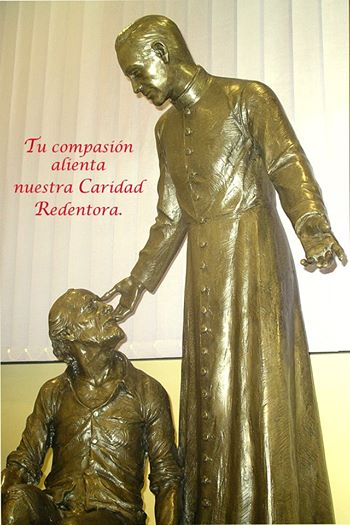 Tu compasión
alienta
nuestra Caridad
Redentora.